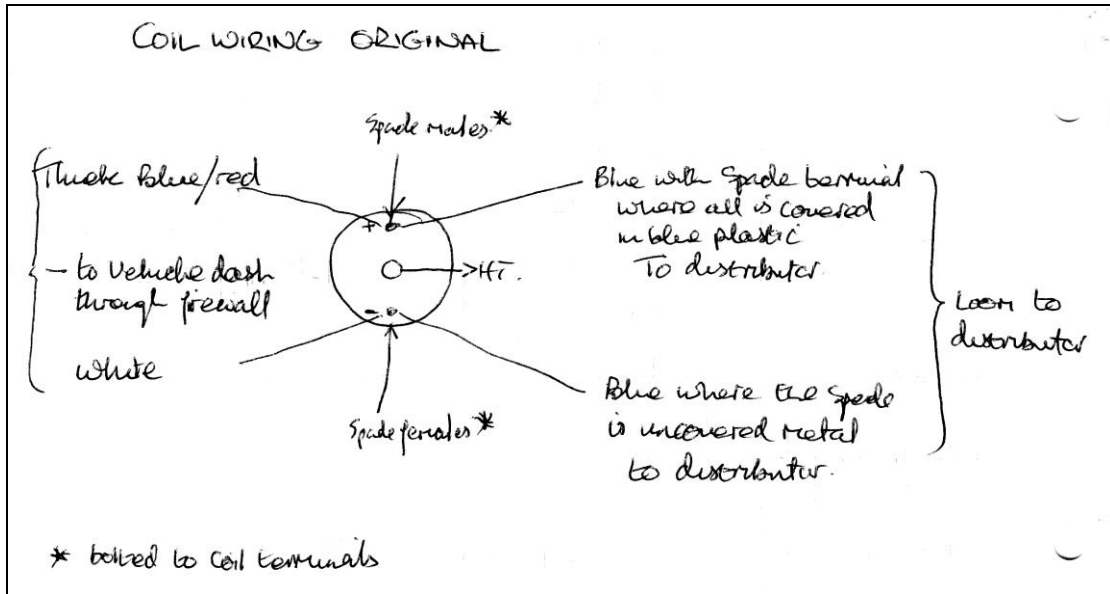 COIL WIRING ORIGINAL
Spade males *
Thick Blue/red
— to vehicle dash
through firewall
white
+
-
HT.
Spade females *
Blue with Spade terminal
where all is covered
in blue plastic
To distributor
Blue where the Spade
is uncovered metal
to distributor.
Loom to
distributor
* bolted to coil terminals